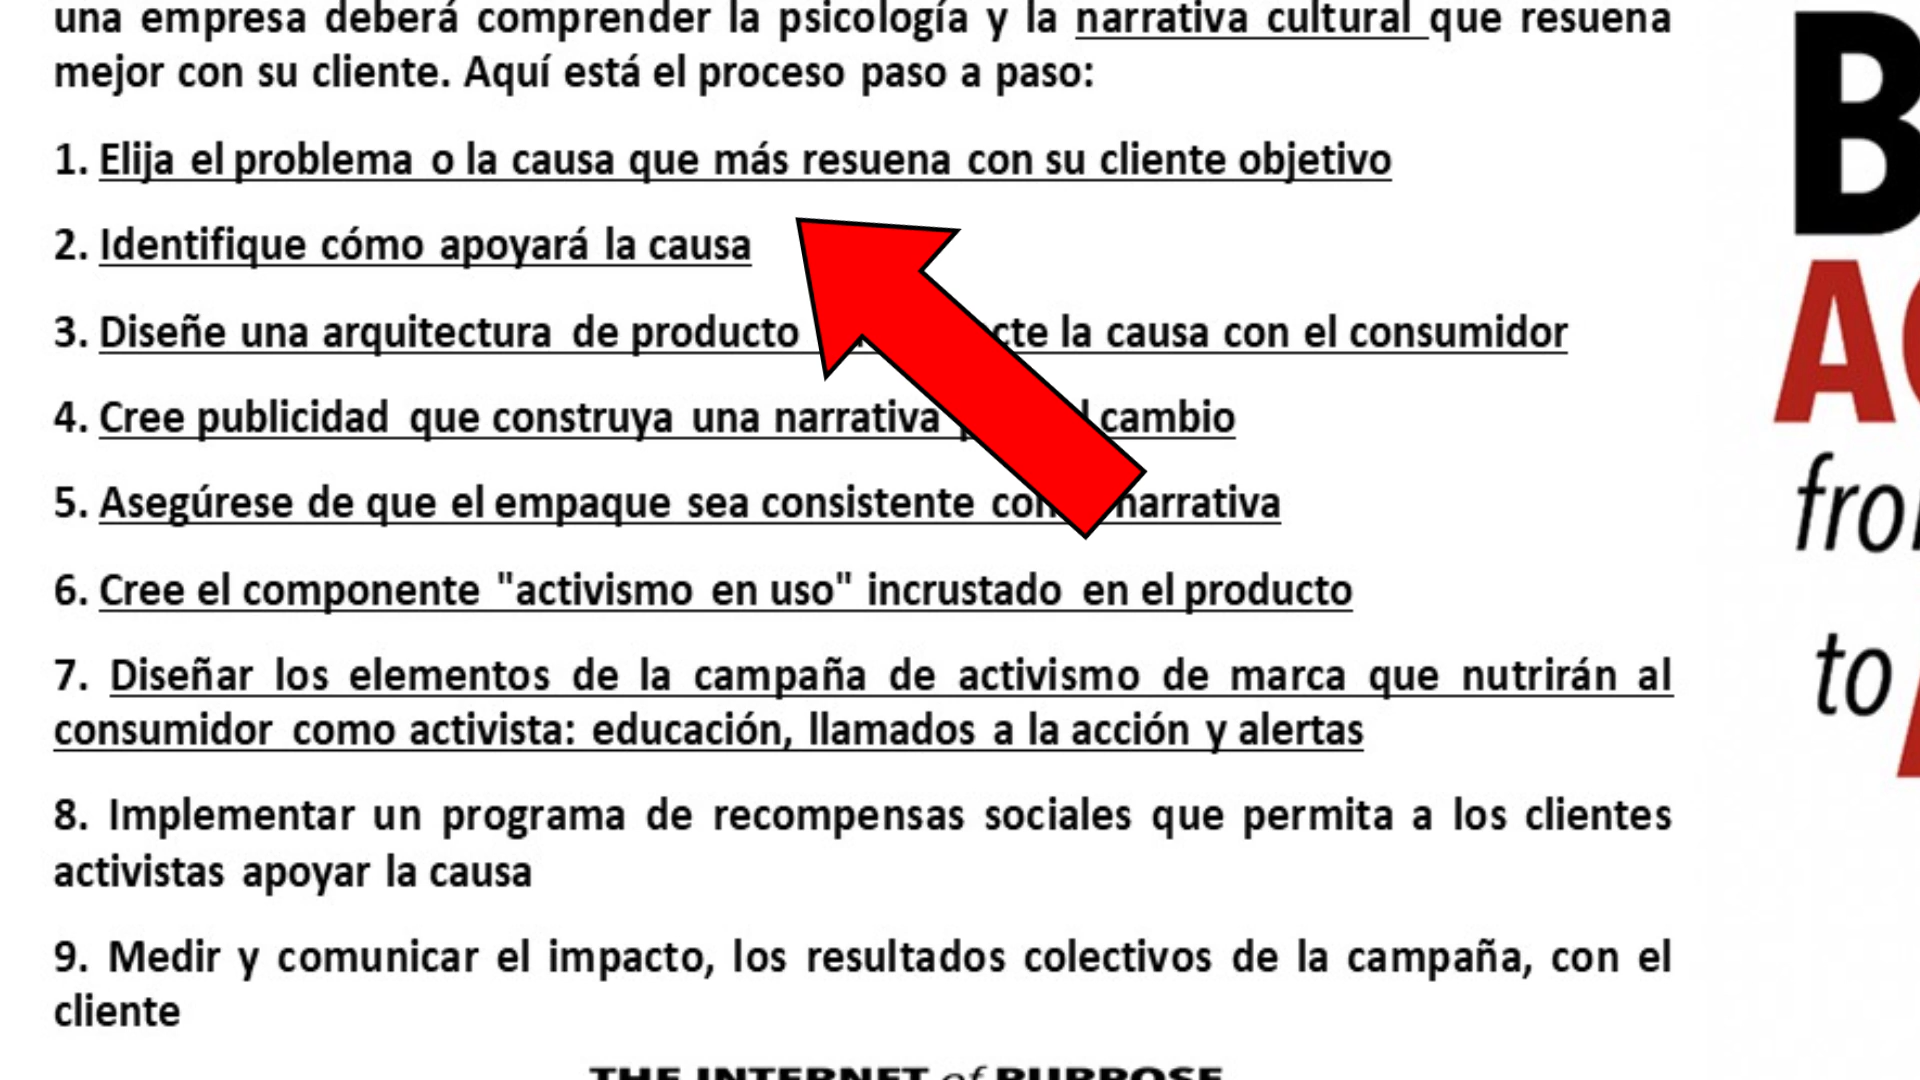 una empresa deberá comprender la psicología y la narrativa cultural que resuena
mejor con su cliente. Aquí está el proceso paso a paso:
1. Elija el problema o la causa que más resuena con su cliente objetivo
2. Identifique cómo apoyará la causa
3. Diseñe una arquitectura de producto cte la causa con el consumidor
4. Cree publicidad que construya una narrativa cambio
5. Asegúrese de que el empaque sea consistente con narrativa
6. Cree el componente "activismo en uso" incrustado en el producto
7. Diseñar los elementos de la campaña de activismo de marca que nutrirán al
consumidor como activista: educación, llamados a la acción y alertas
8. Implementar un programa de recompensas sociales que permita a los clientes
activistas apoyar la causa
9. Medir y comunicar el impacto, los resultados colectivos de la campaña, con el
cliente
THE INTERNET of PURPOSE
B
A
fro
to